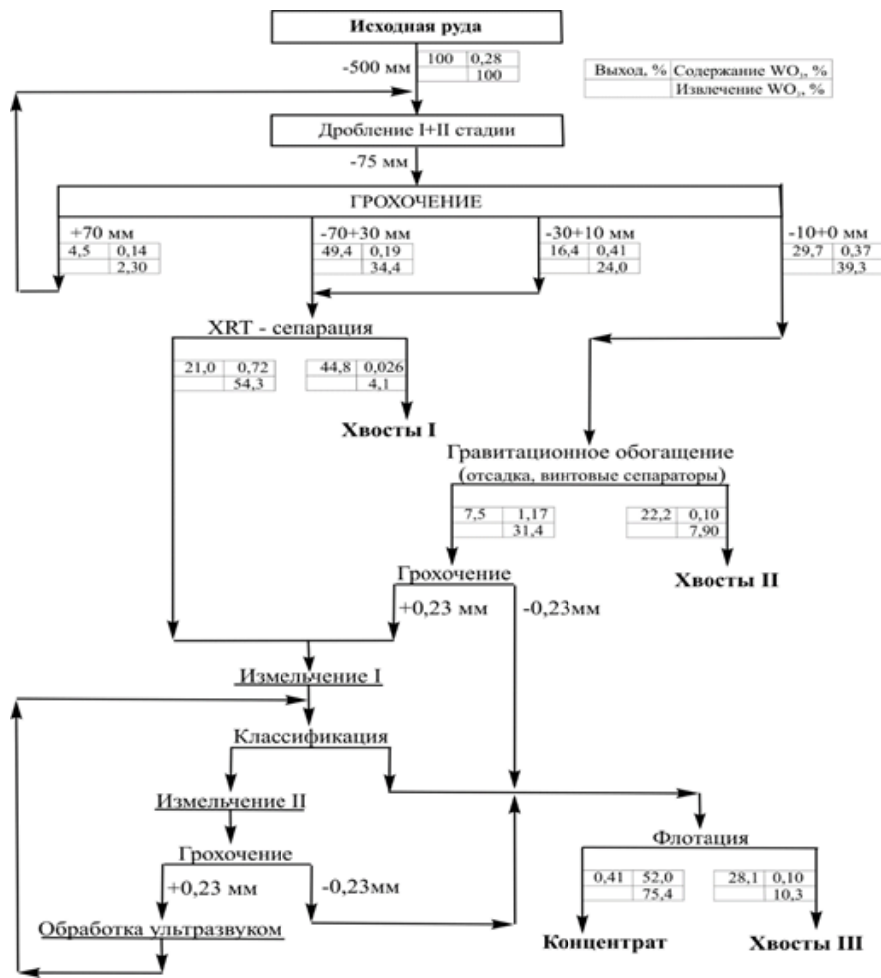 Исходная руда
-500 мм
100 0,28
100
Выход, % Содержание WO₃, %
Извлечение WO₃, %
Дробление I+II стадии
-75 мм
ГРОХОЧЕНИЕ
+70 мм
4,5 0,14
2,30
-70+30 мм
49,4 0,19
34,4
-30+10 мм
16,4 0,41
24,0
-10+0 мм
29,7 0,37
39,3
XRT - сепарация
21,0 0,72
54,3
44,8 0,026
4,1
Хвосты I
Гравитационное обогащение
(отсадка, винтовые сепараторы)
7,5 1,17
31,4
22,2 0,10
7,90
Хвосты II
Грохочение
+0,23 мм
-0,23мм
Измельчение I
Классификация
Измельчение II
Грохочение
+0,23 мм
-0,23мм
Обработка ультразвуком
Флотация
0,41 52,0
75,4
28,1 0,10
10,3
Концентрат
Хвосты III